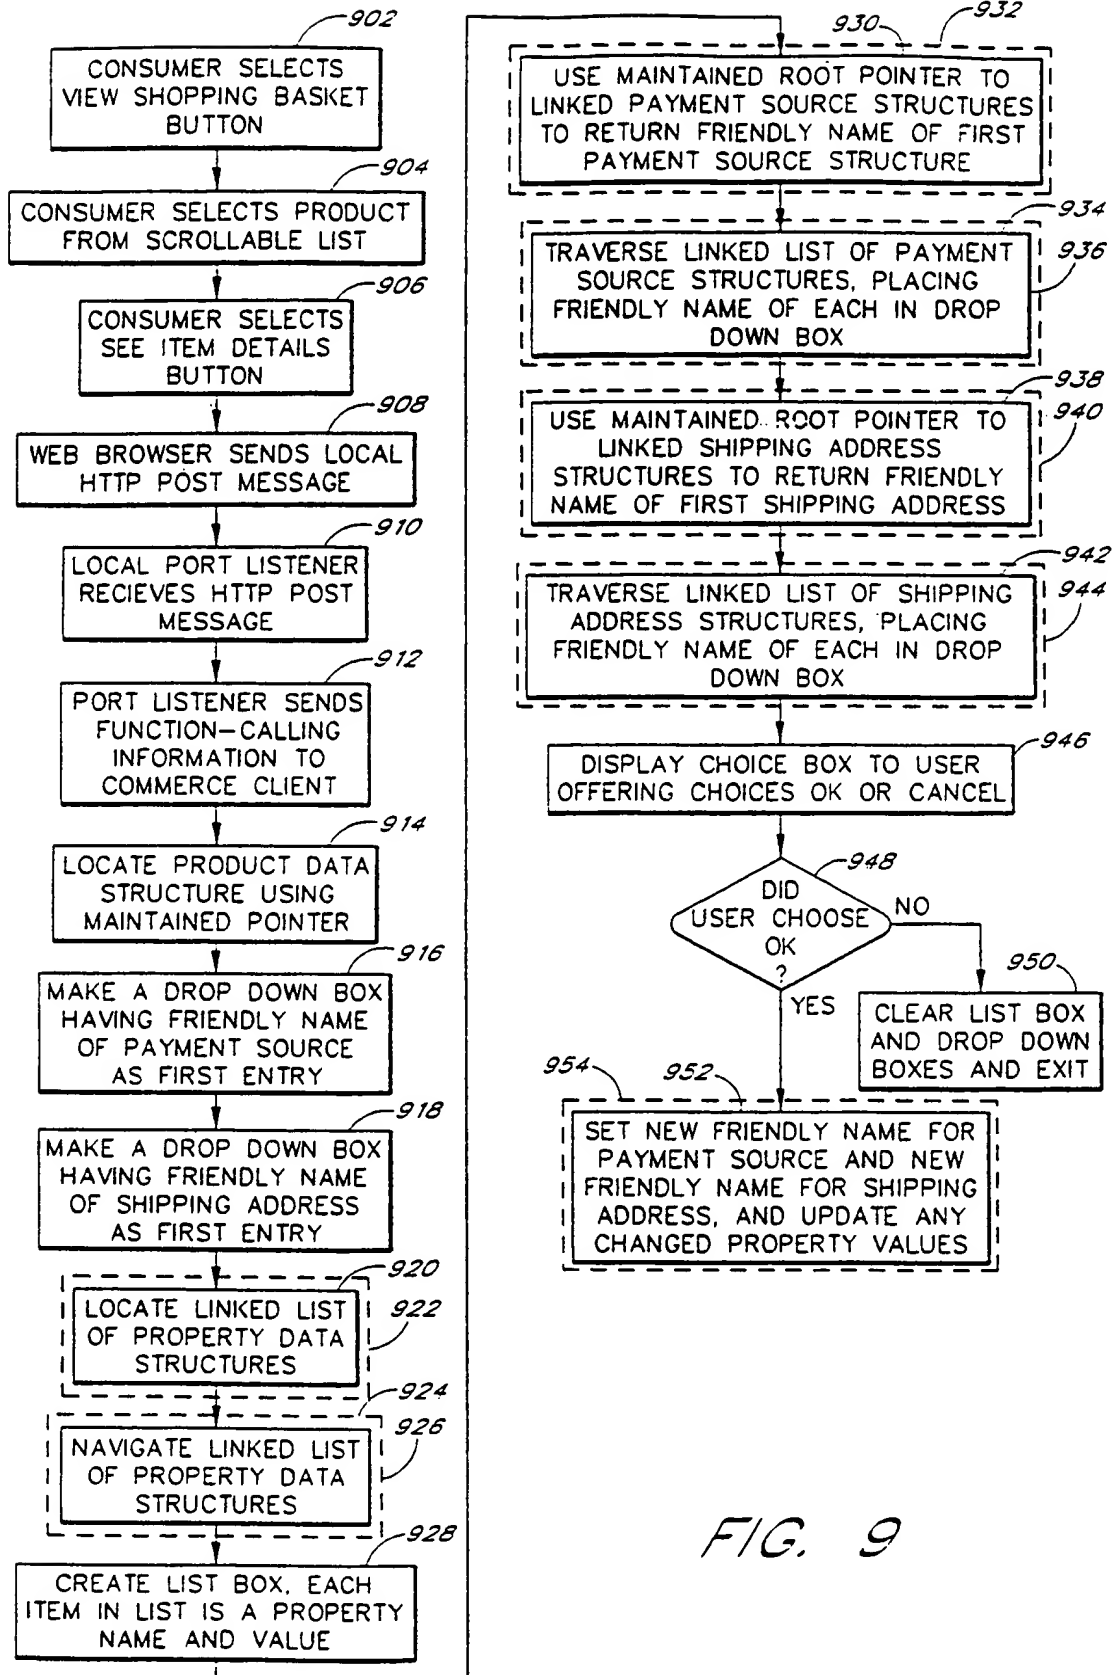 902
CONSUMER SELECTS
VIEW SHOPPING BASKET
BUTTON
904
CONSUMER SELECTS PRODUCT
FROM SCROLLABLE LIST
906
CONSUMER SELECTS
SEE ITEM DETAILS
BUTTON
908
WEB BROWSER SENDS LOCAL
HTTP POST MESSAGE
910
LOCAL PORT LISTENER
RECIEVES HTTP POST
MESSAGE
912
PORT LISTENER SENDS
FUNCTION-CALLING
INFORMATION TO
COMMERCE CLIENT
914
LOCATE PRODUCT DATA
STRUCTURE USING
MAINTAINED POINTER
916
MAKE A DROP DOWN BOX
HAVING FRIENDLY NAME
OF PAYMENT SOURCE
AS FIRST ENTRY
918
MAKE A DROP DOWN BOX
HAVING FRIENDLY NAME
OF SHIPPING ADDRESS
AS FIRST ENTRY
920
922
LOCATE LINKED LIST
OF PROPERTY DATA
STRUCTURES
924
926
NAVIGATE LINKED LIST
OF PROPERTY DATA
STRUCTURES
928
CREATE LIST BOX, EACH
ITEM IN LIST IS A PROPERTY
NAME AND VALUE
930
932
USE MAINTAINED ROOT POINTER TO
LINKED PAYMENT SOURCE STRUCTURES
TO RETURN FRIENDLY NAME OF FIRST
PAYMENT SOURCE STRUCTURE
934
936
TRAVERSE LINKED LIST OF PAYMENT
SOURCE STRUCTURES, PLACING
FRIENDLY NAME OF EACH IN DROP
DOWN BOX
938
940
USE MAINTAINED ROOT POINTER TO
LINKED SHIPPING ADDRESS
STRUCTURES TO RETURN FRIENDLY
NAME OF FIRST SHIPPING ADDRESS
942
944
TRAVERSE LINKED LIST OF SHIPPING
ADDRESS STRUCTURES, PLACING
FRIENDLY NAME OF EACH IN DROP
DOWN BOX
946
DISPLAY CHOICE BOX TO USER
OFFERING CHOICES OK OR CANCEL
948
DID
USER CHOOSE
OK
?
NO
YES
950
CLEAR LIST BOX
AND DROP DOWN
BOXES AND EXIT
954
952
SET NEW FRIENDLY NAME FOR
PAYMENT SOURCE AND NEW
FRIENDLY NAME FOR SHIPPING
ADDRESS, AND UPDATE ANY
CHANGED PROPERTY VALUES
FIG. 9